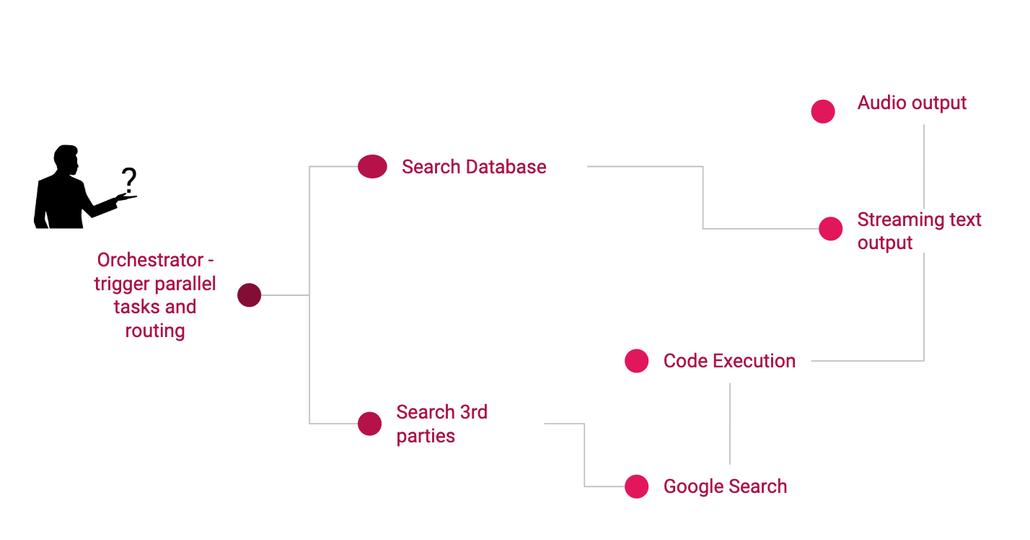 ?
Orchestrator -
trigger parallel
tasks and
routing
Search Database
Search 3rd
parties
Audio output
Streaming text
output
Code Execution
Google Search